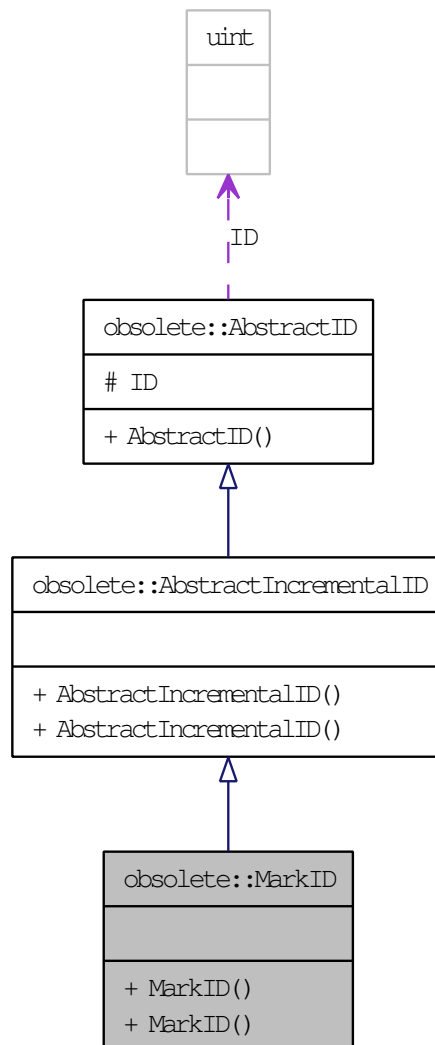 uint
ID
obsolete::AbstractID
# ID
+ AbstractID()
obsolete::AbstractIncrementalID
+ AbstractIncrementalID()
+ AbstractIncrementalID()
obsolete::MarkID
+ MarkID()
+ MarkID()